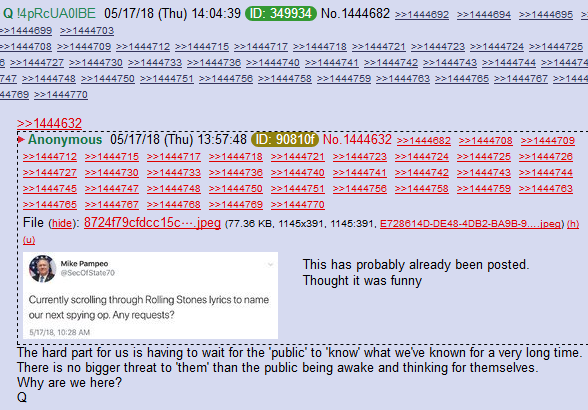 Q !4pRcUA0lBE 05/17/18 (Thu) 14:04:39 ID: 349934 No.1444682 >>1444692 >>1444694 >>1444695
>>1444699 >>1444703
>>1444708 >>1444709 >>1444712 >>1444715 >>1444717 >>1444718 >>1444721 >>1444723 >>1444724 >>1444725
>>1444727 >>1444730 >>1444733 >>1444736 >>1444740 >>1444741 >>1444742 >>1444743 >>1444744
747 >>1444748 >>1444750 >>1444751 >>1444756 >>1444758 >>1444759 >>1444763 >>1444765 >>1444767 >>1444
44769 >>1444770
>>1444632
Anonymous 05/17/18 (Thu) 13:57:48 ID: 90810f No.1444632 >>1444682 >>1444708 >>1444709
>>1444712 >>1444715 >>1444717 >>1444718 >>1444721 >>1444723 >>1444724 >>1444725 >>1444726
>>1444727 >>1444730 >>1444733 >>1444736 >>1444740 >>1444741 >>1444742 >>1444743 >>1444744
>>1444745 >>1444747 >>1444748 >>1444750 >>1444751 >>1444756 >>1444758 >>1444759 >>1444763
>>1444765 >>1444767 >>1444768 >>1444769 >>1444770
File (hide): 8724f79cfdcc15c⋯.jpeg (77.36 KB, 1145x391, 1145:391, E728614D-DE48-4DB2-BA9B-9….jpeg) (h)
(u)
Mike Pampeo
@SecOfState70
Currently scrolling through Rolling Stones lyrics to name
our next spying op. Any requests?
5/17/18, 10:28 AM
This has probably already been posted.
Thought it was funny
The hard part for us is having to wait for the 'public' to 'know' what we've known for a very long time.
There is no bigger threat to 'them' than the public being awake and thinking for themselves.
Why are we here?
Q